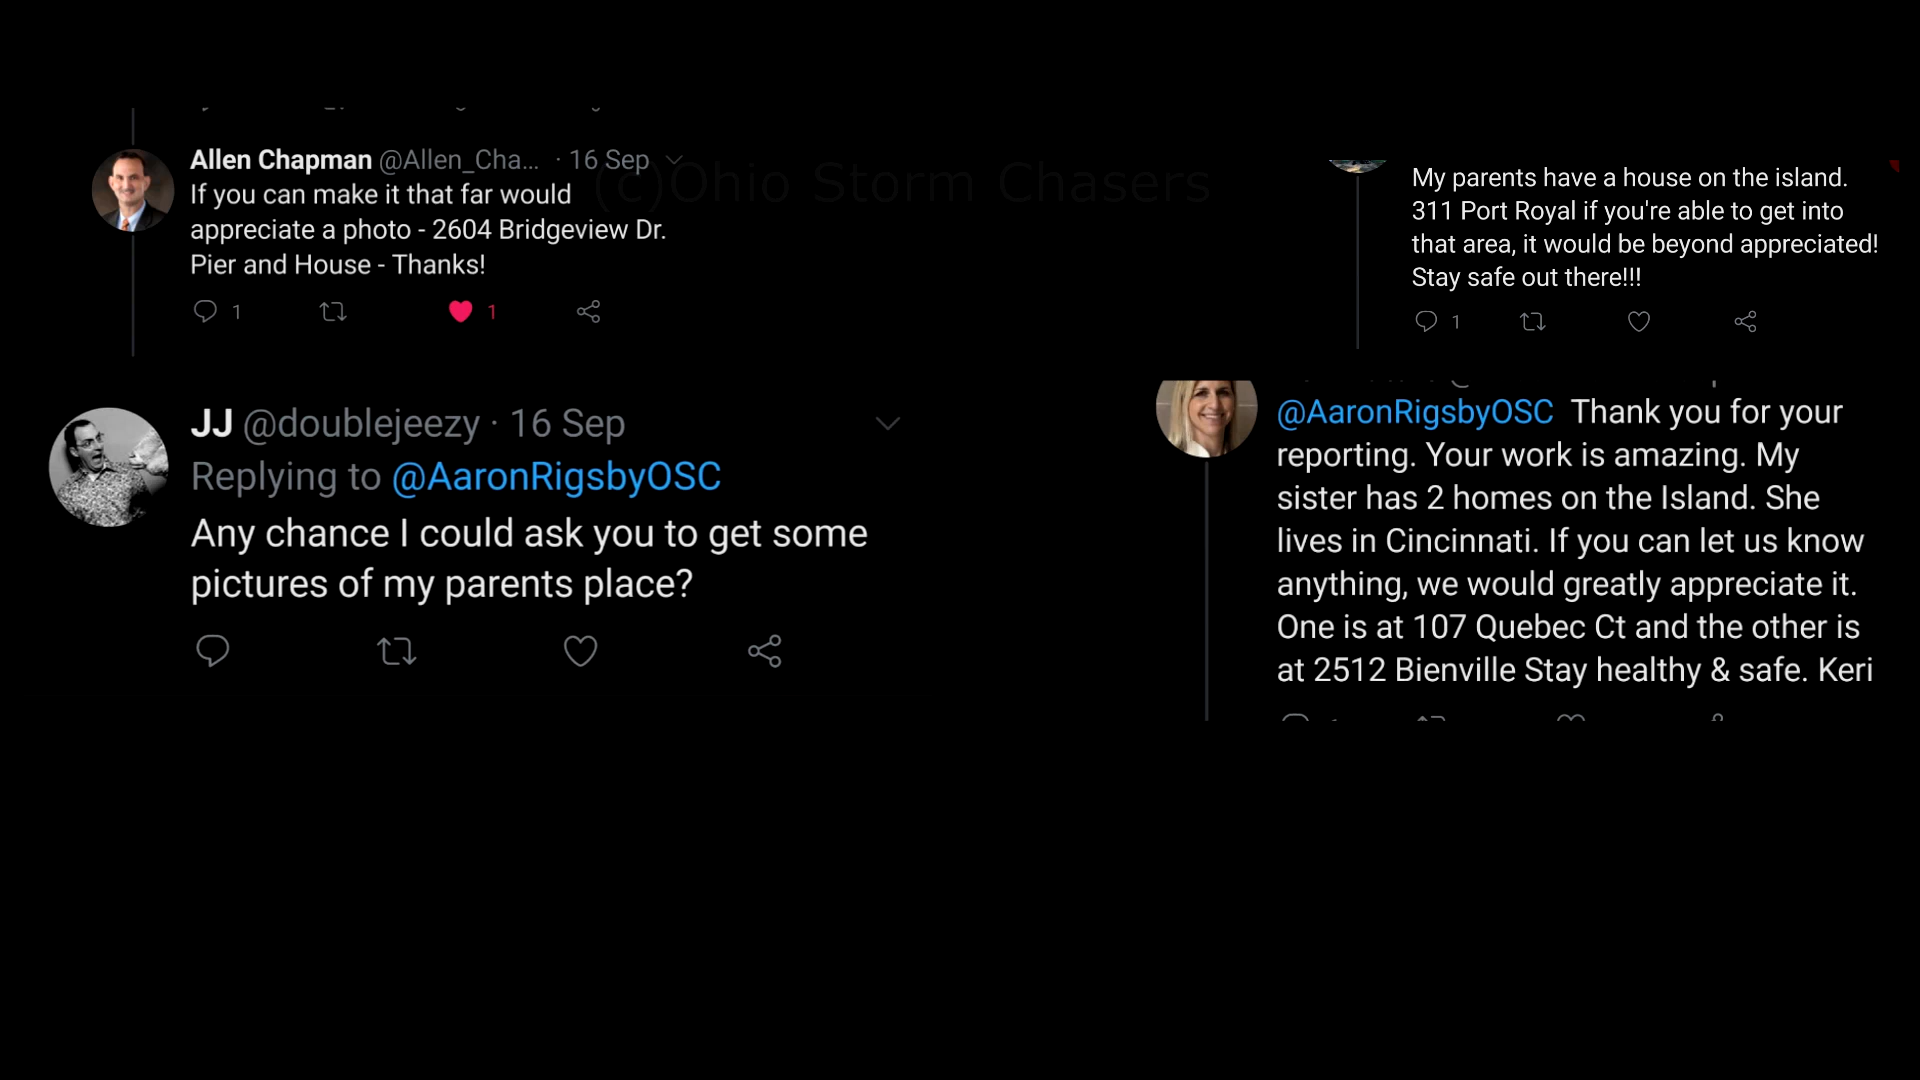 Allen Chapman @Allen_Cha... · 16 Sep
If you can make it that far would
appreciate a photo - 2604 Bridgeview Dr.
Pier and House - Thanks!
1
1
(c)Ohio Storm Chasers
My parents have a house on the island.
311 Port Royal if you're able to get into
that area, it would be beyond appreciated!
Stay safe out there!!!
1
JJ @doublejeezy · 16 Sep
Replying to @AaronRigsbyOSC
Any chance I could ask you to get some
pictures of my parents place?
@AaronRigsbyOSC Thank you for your
reporting. Your work is amazing. My
sister has 2 homes on the Island. She
lives in Cincinnati. If you can let us know
anything, we would greatly appreciate it.
One is at 107 Quebec Ct and the other is
at 2512 Bienville Stay healthy & safe. Keri